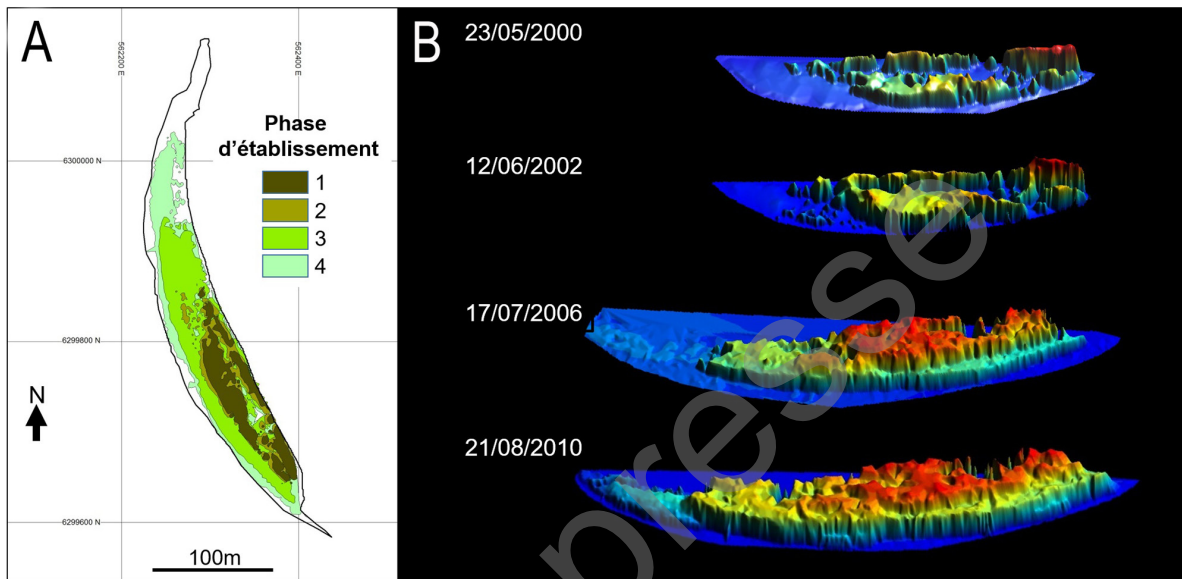 A
562200 E
562400 E
Phase
d'établissement
1
2
3
4
6300000 N
6299800 N
6299600 N
N
100m
B
23/05/2000
12/06/2002
17/07/2006
21/08/2010
presse